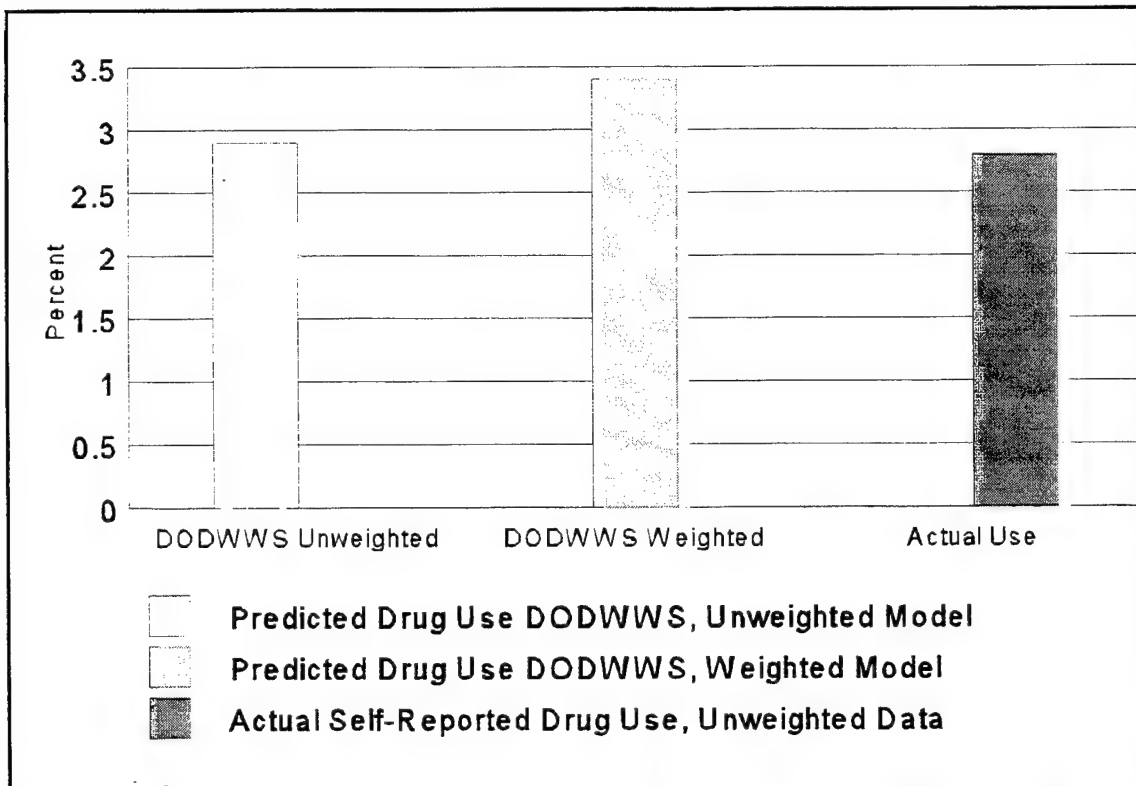 3.5
3
2.5
2
1.5
1
0.5
0
Percent
DODWWS Unweighted
DODWWS Weighted
Actual Use
Predicted Drug Use DODWWS, Unweighted Model
Predicted Drug Use DODWWS, Weighted Model
Actual Self-Reported Drug Use, Unweighted Data